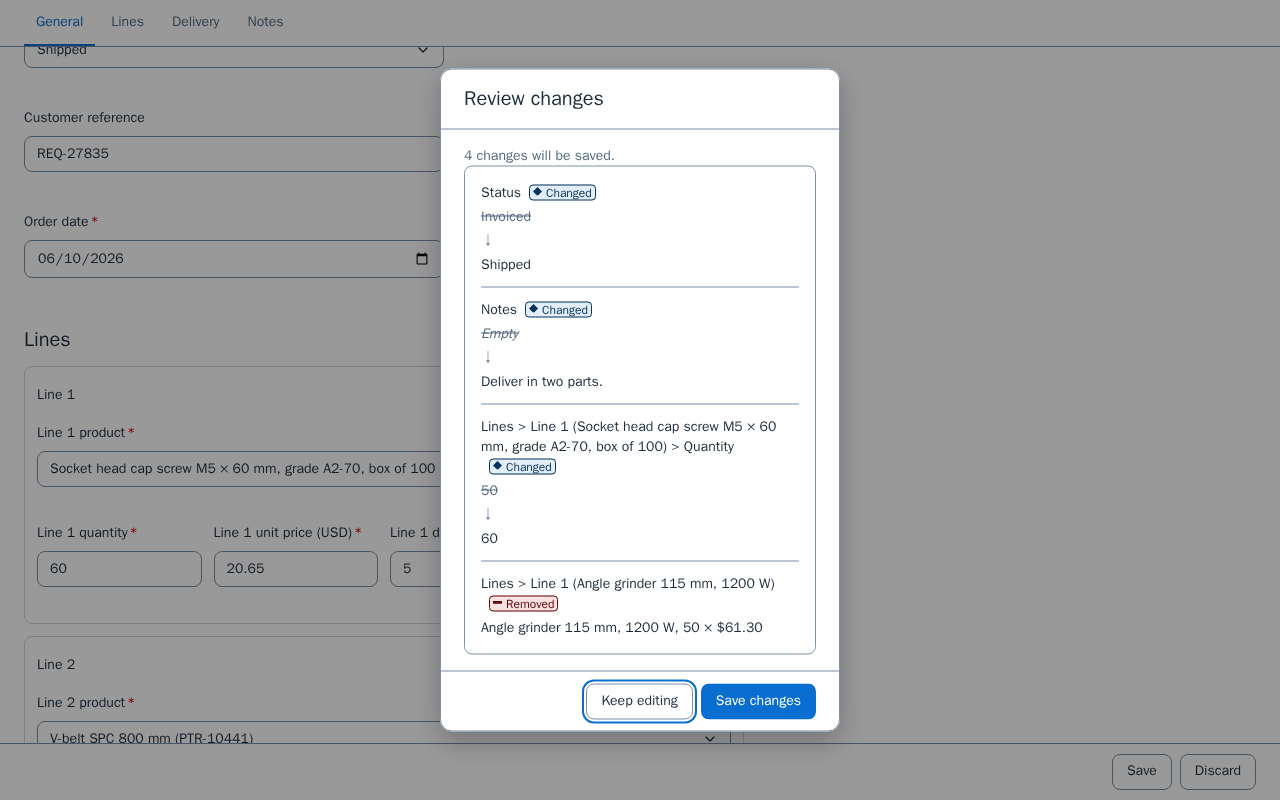 General Lines Delivery Notes
Shipped
Customer reference
REQ-27835
Order date *
06/10/2026
Lines
Line 1
Line 1 product *
Socket head cap screw M5 × 60 mm, grade A2-70, box of 100
Line 1 quantity * Line 1 unit price (USD) * Line 1 d
60 20.65 5
Line 2
Line 2 product *
V-belt SPC 800 mm (PTR-10441)
Review changes
4 changes will be saved.
Status Changed
Invoiced
↓
Shipped
Notes Changed
Empty
↓
Deliver in two parts.
Lines > Line 1 (Socket head cap screw M5 × 60
mm, grade A2-70, box of 100) > Quantity
Changed
50
↓
60
Lines > Line 1 (Angle grinder 115 mm, 1200 W)
Removed
Angle grinder 115 mm, 1200 W, 50 × $61.30
Keep editing Save changes
Save Discard